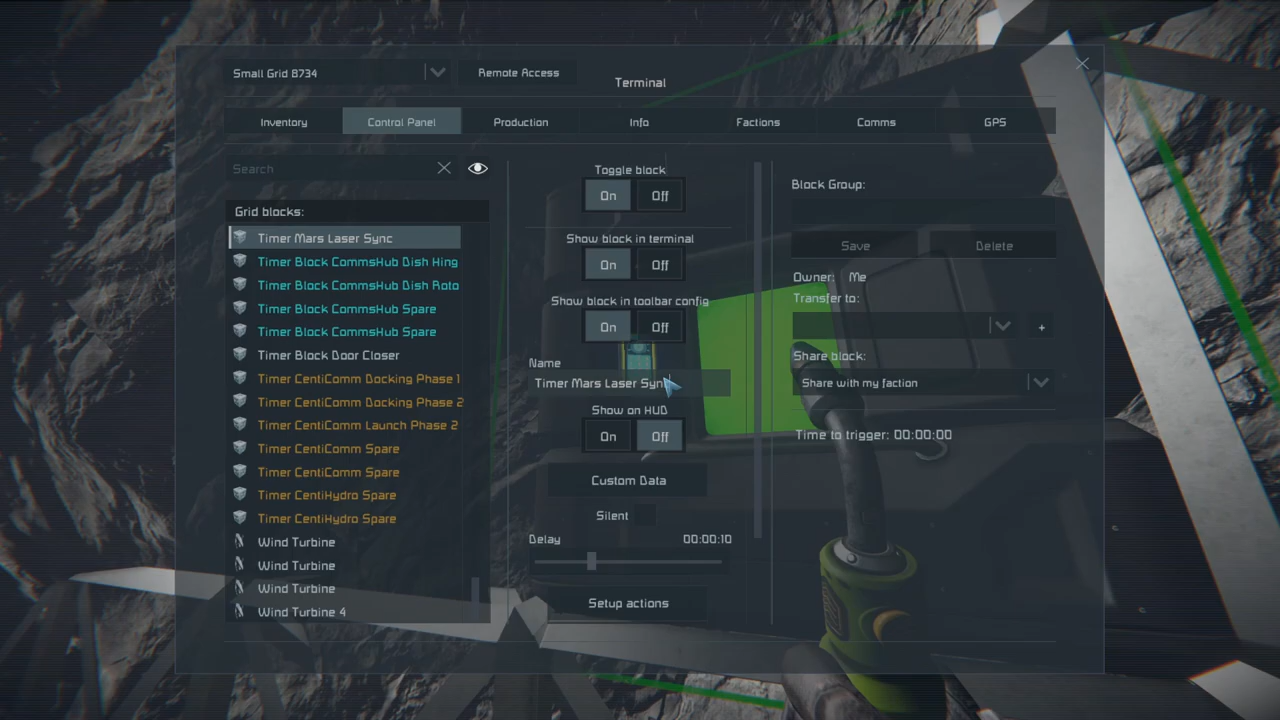 Small Grid B734
Remote Access
Terminal
Inventory
Control Panel
Production
Info
Factions
Comms
GPS
Search
Grid blocks:
Timer Mars Laser Sync
Timer Block CommsHub Dish Hing
Timer Block CommsHub Dish Roto
Timer Block CommsHub Spare
Timer Block CommsHub Spare
Timer Block Door Closer
Timer CentiComm Docking Phase 1
Timer CentiComm Docking Phase 2
Timer CentiComm Launch Phase 2
Timer CentiComm Spare
Timer CentiComm Spare
Timer CentiHydro Spare
Timer CentiHydro Spare
Wind Turbine
Wind Turbine
Wind Turbine
Wind Turbine 4
Toggle block
On Off
Show block in terminal
On Off
Show block in toolbar config
On Off
Name
Timer Mars Laser Sync
Show on HUD
On Off
Custom Data
Silent
Delay 00:00:10
Setup actions
Block Group:
Save Delete
Owner: Me
Transfer to:
+
Share block:
Share with my faction
Time to trigger: 00:00:00